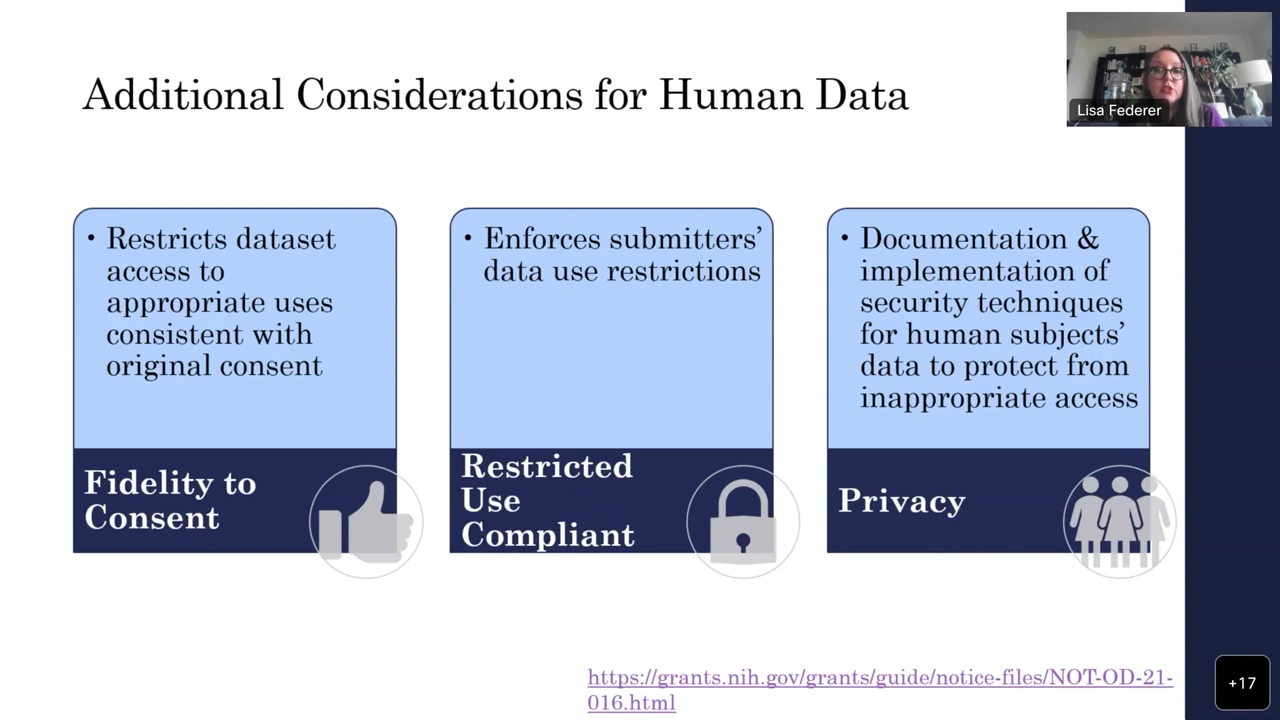 Additional Considerations for Human Data
Lisa Federer
• Restricts dataset
access to
appropriate uses
consistent with
original consent
Fidelity to
Consent
• Enforces submitters’
data use restrictions
Restricted
Use
Compliant
• Documentation &
implementation of
security techniques
for human subjects’
data to protect from
inappropriate access
Privacy
https://grants.nih.gov/grants/guide/notice-files/NOT-OD-21-
016.html
+17